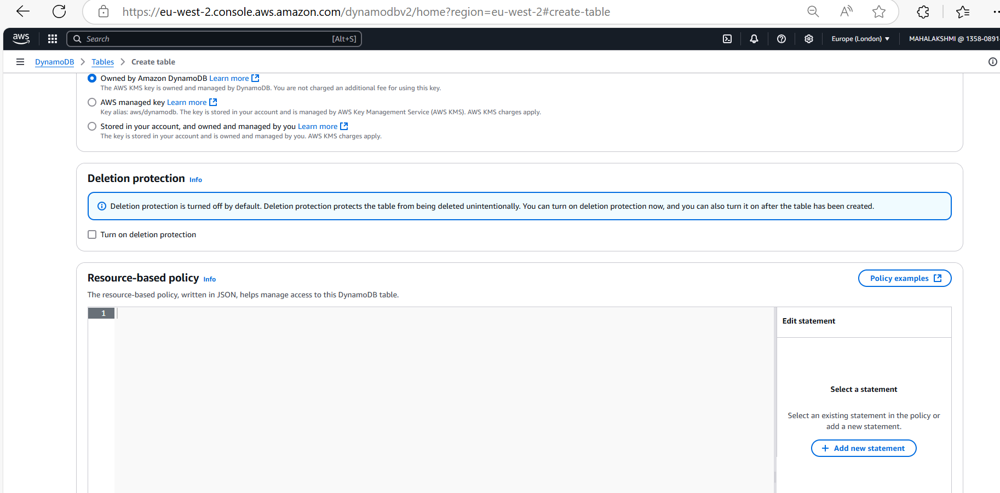 https://eu-west-2.console.aws.amazon.com/dynamodbv2/home?region=eu-west-2#create-table
aws
Search
[Alt+S]
Europe (London)
MAHALAKSHMI @ 1358-0891-
DynamoDB
Tables
Create table
Owned by Amazon DynamoDB Learn more
The AWS KMS key is owned and managed by DynamoDB. You are not charged an additional fee for using this key.
AWS managed key Learn more
Key alias: aws/dynamodb. The key is stored in your account and is managed by AWS Key Management Service (AWS KMS). AWS KMS charges apply.
Stored in your account, and owned and managed by you Learn more
The key is stored in your account and is owned and managed by you. AWS KMS charges apply.
Deletion protection Info
Deletion protection is turned off by default. Deletion protection protects the table from being deleted unintentionally. You can turn on deletion protection now, and you can also turn it on after the table has been created.
Turn on deletion protection
Resource-based policy Info
Policy examples
The resource-based policy, written in JSON, helps manage access to this DynamoDB table.
1
Edit statement
Select a statement
Select an existing statement in the policy or
add a new statement.
+ Add new statement